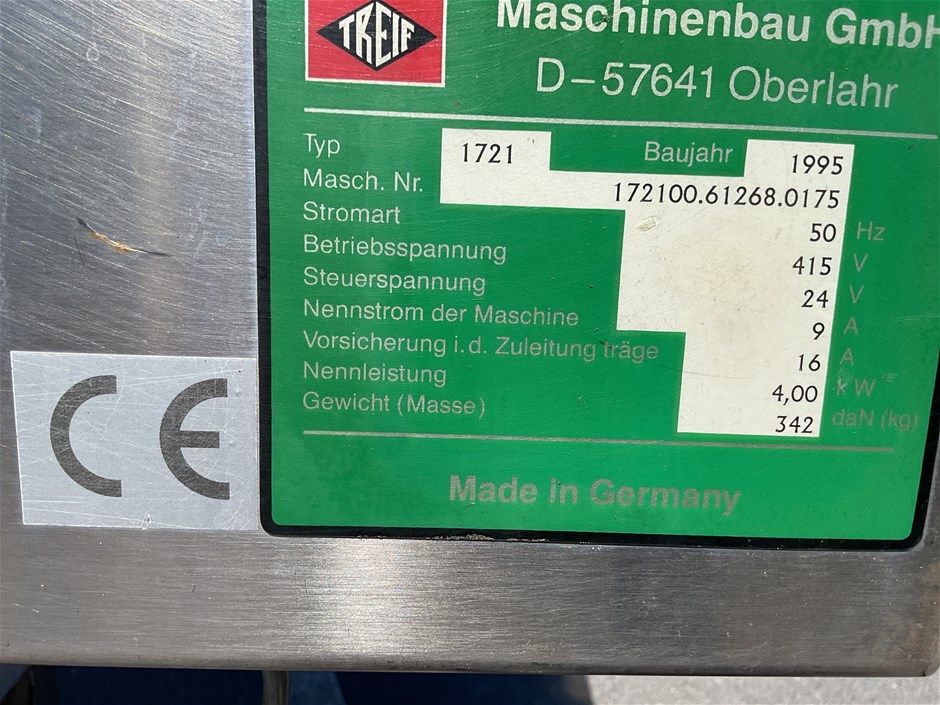 TREIF
Maschinenbau GmbH
D-57641 Oberlahr
Typ 1721 Baujahr 1995
Masch. Nr. 172100.61268.0175
Stromart 50 Hz
Betriebsspannung 415 V
Steuerspannung 24 V
Nennstrom der Maschine 9 A
Vorsicherung i.d. Zuleitung träge 16 A
Nennleistung 4,00 kW
Gewicht (Masse) 342 daN (kg)
Made in Germany
CE